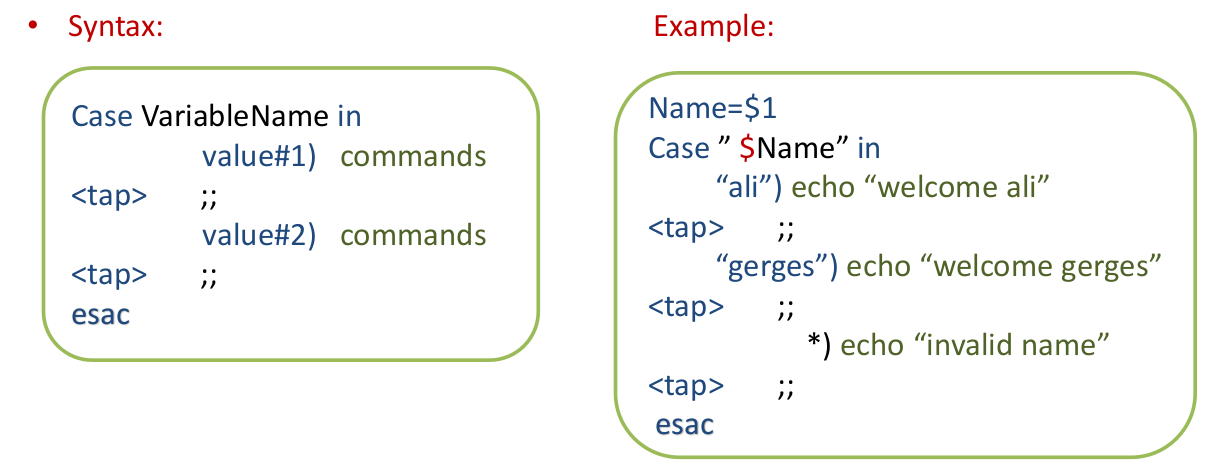 • Syntax:
Case VariableName in
value#1) commands
<tap> ;;
value#2) commands
<tap> ;;
esac
Example:
Name=$1
Case ” $Name” in
“ali”) echo “welcome ali”
<tap> ;;
“gerges”) echo “welcome gerges”
<tap> ;;
*) echo “invalid name”
<tap> ;;
esac